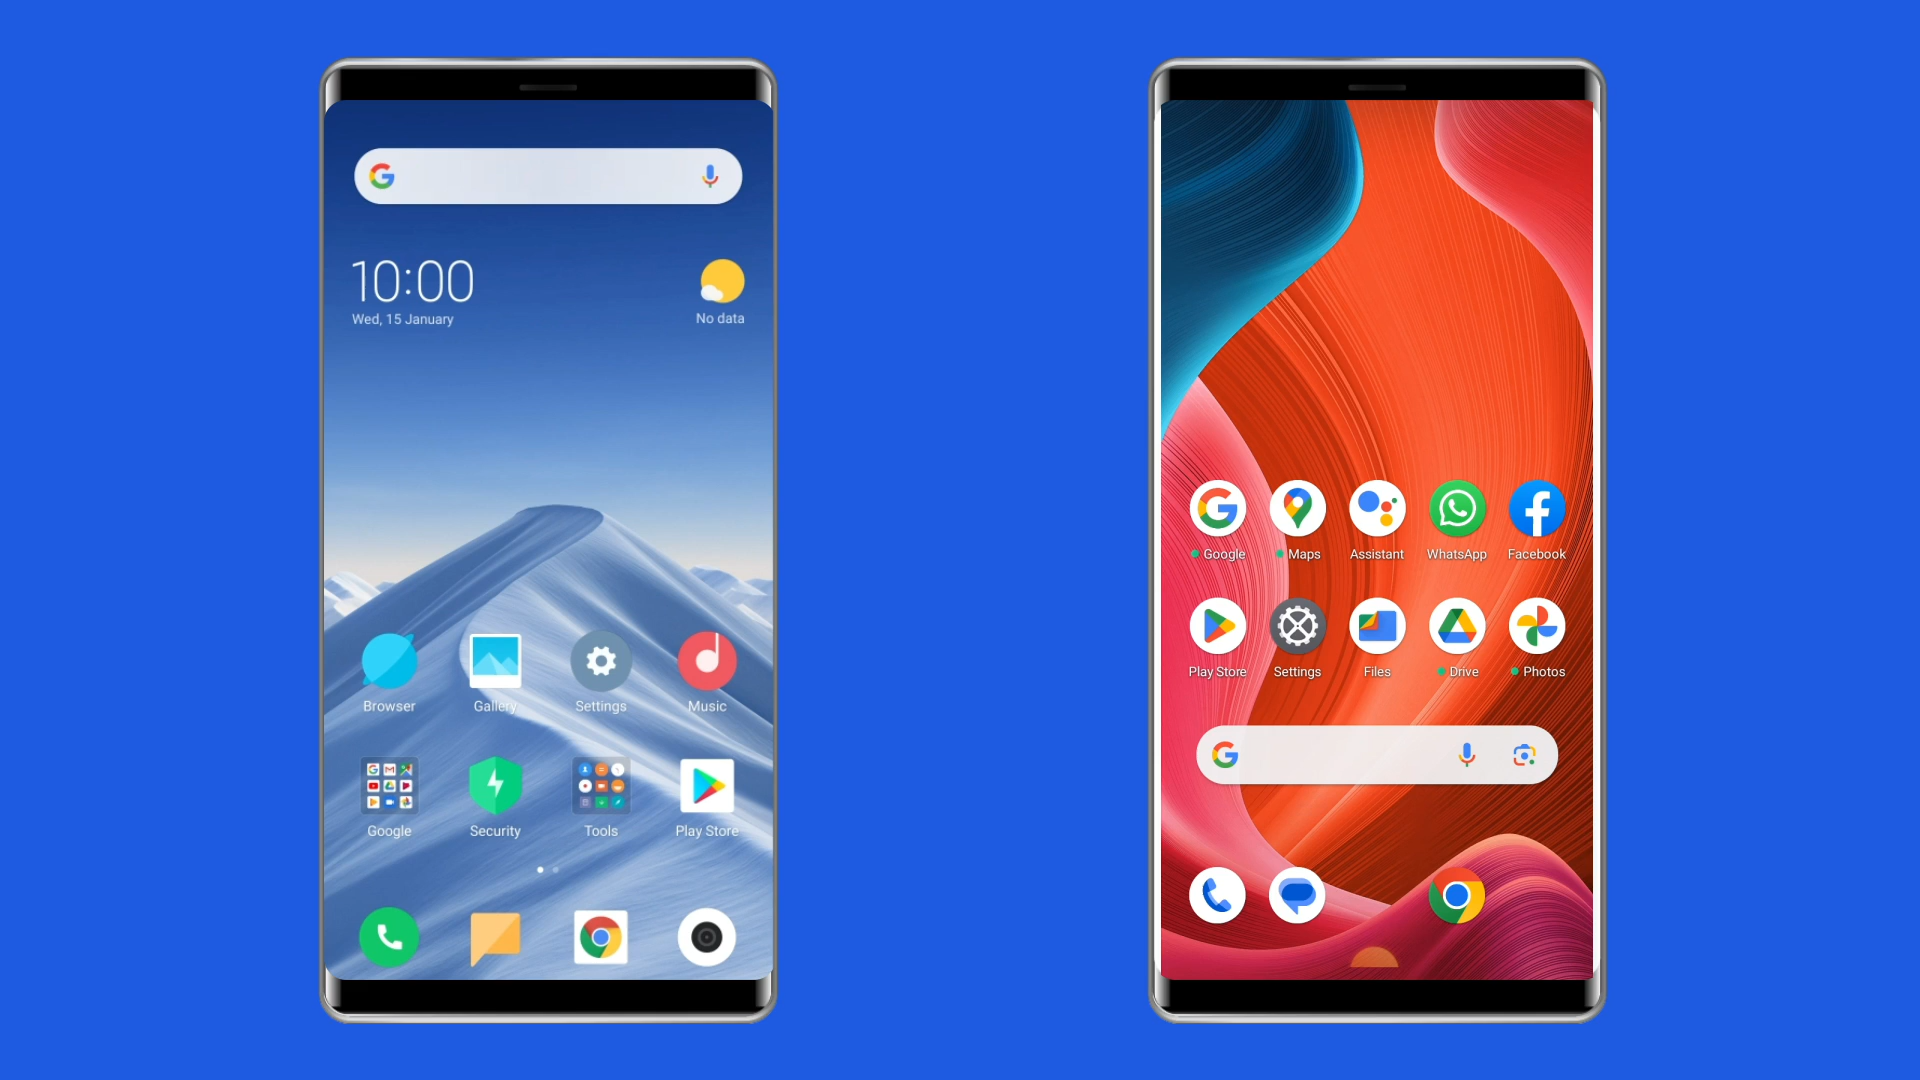 10:00
Wed, 15 January
No data
Browser Gallery Settings Music
Google Security Tools Play Store
Google Maps Assistant WhatsApp Facebook
Play Store Settings Files Drive Photos